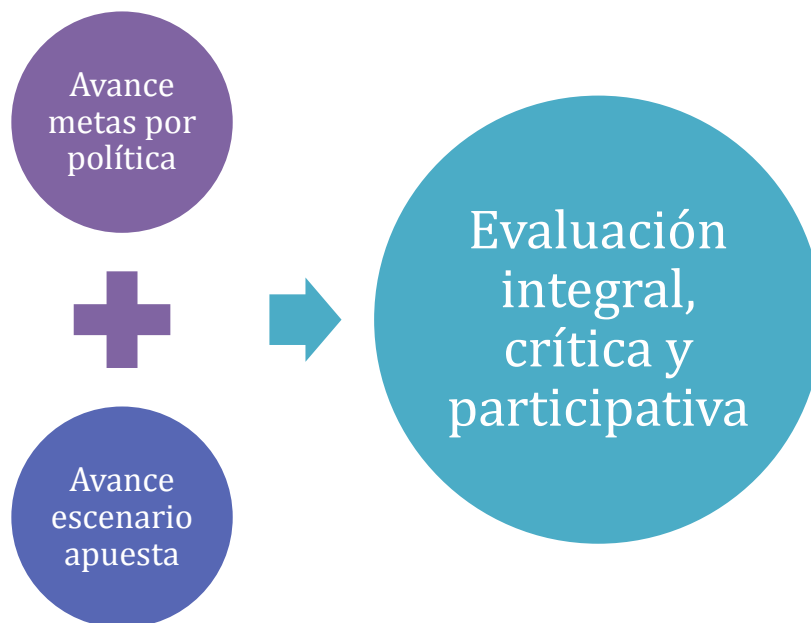 Avance
metas por
política
Avance
escenario
apuesta
Evaluación
integral,
crítica y
participativa